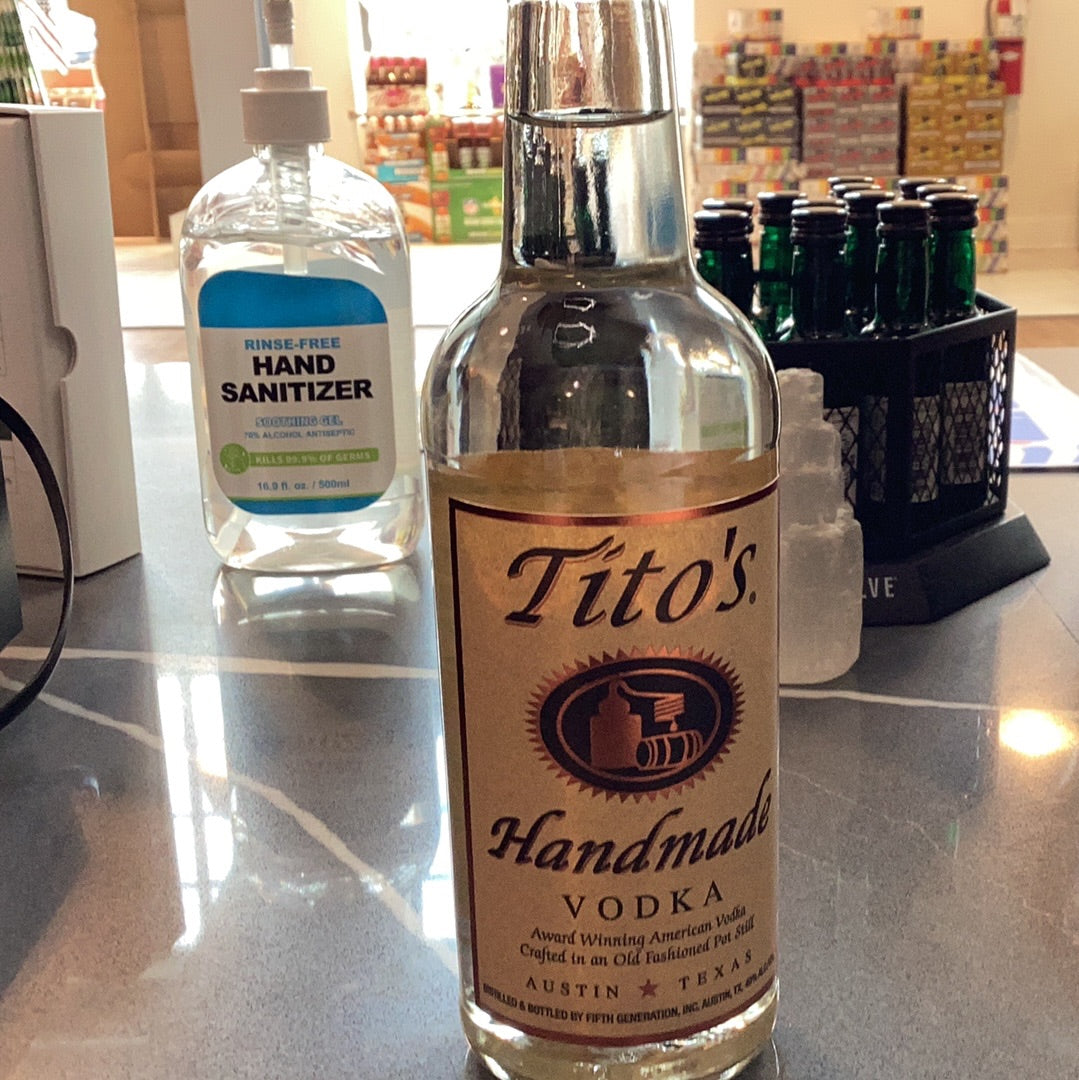 RINSE-FREE
HAND
SANITIZER
SOOTHING GEL
70% ALCOHOL ANTISEPTIC
KILLS 99.9% OF GERMS
16.9 fl. oz. / 500ml
Tito's
Handmade
VODKA
Award Winning American Vodka
Crafted in an Old Fashioned Pot Still
AUSTIN ★ TEXAS
DISTILLED & BOTTLED BY FIFTH GENERATION, INC. AUSTIN, TX. 40% ALC/VOL
LVE